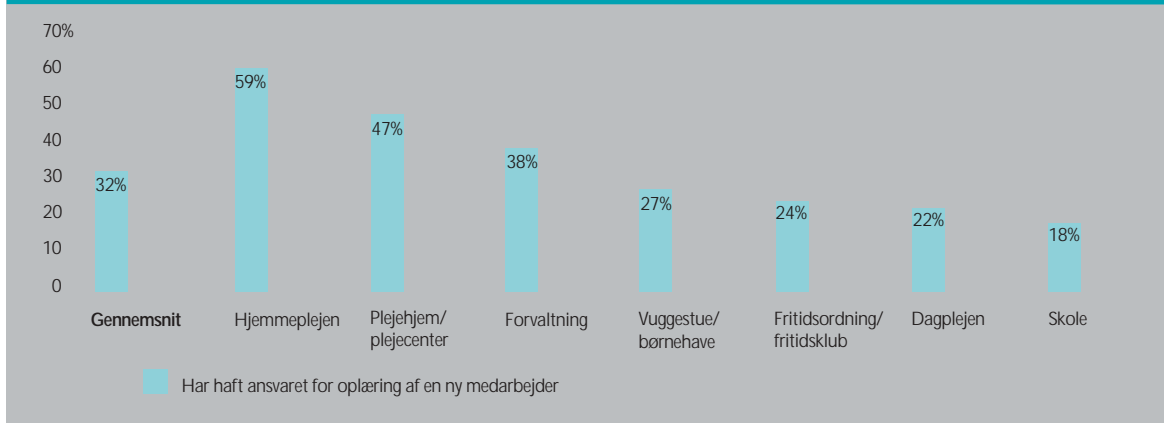 70%
60
50
40
30
20
10
0
32%
59%
47%
38%
27%
24%
22%
18%
Gennemsnit
Hjemmeplejen
Plejehjem/
plejecenter
Forvaltning
Vuggestue/
børnehave
Fritidsordning/
fritidsklub
Dagplejen
Skole
Har haft ansvaret for oplæring af en ny medarbejder